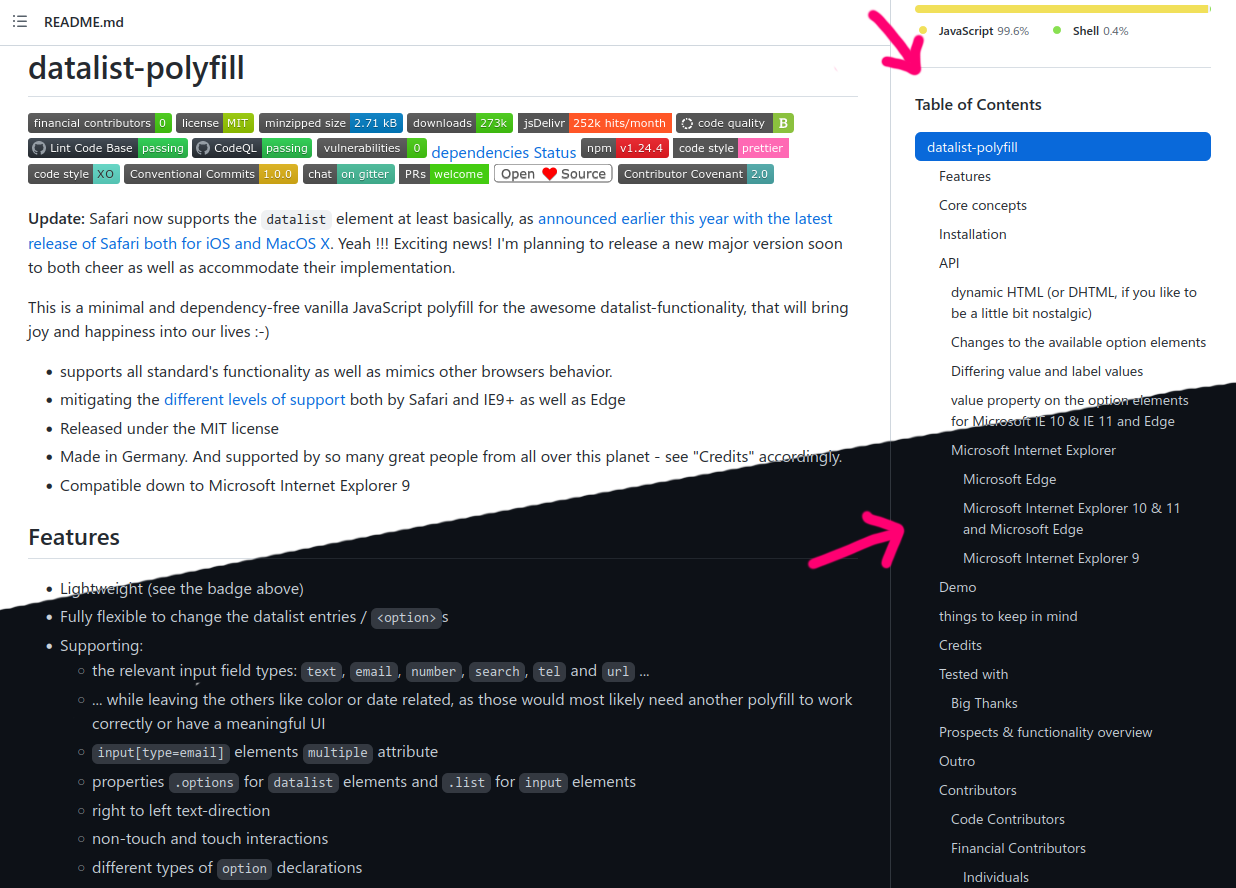 README.md
datalist-polyfill
financial contributors 0 license MIT minzipped size 2.71 kB downloads 273k jsDelivr 252k hits/month code quality B
Lint Code Base passing CodeQL passing vulnerabilities 0 dependencies Status npm v1.24.4 code style prettier
code style XO Conventional Commits 1.0.0 chat on gitter PRs welcome Open Source Contributor Covenant 2.0
Update: Safari now supports the datalist element at least basically, as announced earlier this year with the latest
release of Safari both for iOS and MacOS X. Yeah !!! Exciting news! I'm planning to release a new major version soon
to both cheer as well as accommodate their implementation.
This is a minimal and dependency-free vanilla JavaScript polyfill for the awesome datalist-functionality, that will bring
joy and happiness into our lives :-)
• supports all standard's functionality as well as mimics other browsers behavior.
• mitigating the different levels of support both by Safari and IE9+ as well as Edge
• Released under the MIT license
• Made in Germany. And supported by so many great people from all over this planet - see "Credits" accordingly.
• Compatible down to Microsoft Internet Explorer 9
Features
• Lightweight (see the badge above)
• Fully flexible to change the datalist entries / <option>s
• Supporting:
○ the relevant input field types: text, email, number, search, tel and url ...
○ ... while leaving the others like color or date related, as those would most likely need another polyfill to work
correctly or have a meaningful UI
○ input[type=email] elements multiple attribute
○ properties .options for datalist elements and .list for input elements
○ right to left text-direction
○ non-touch and touch interactions
○ different types of option declarations
JavaScript 99.6% Shell 0.4%
Table of Contents
datalist-polyfill
Features
Core concepts
Installation
API
dynamic HTML (or DHTML, if you like to
be a little bit nostalgic)
Changes to the available option elements
Differing value and label values
value property on the option elements
for Microsoft IE 10 & IE 11 and Edge
Microsoft Internet Explorer
Microsoft Edge
Microsoft Internet Explorer 10 & 11
and Microsoft Edge
Microsoft Internet Explorer 9
Demo
things to keep in mind
Credits
Tested with
Big Thanks
Prospects & functionality overview
Outro
Contributors
Code Contributors
Financial Contributors
Individuals